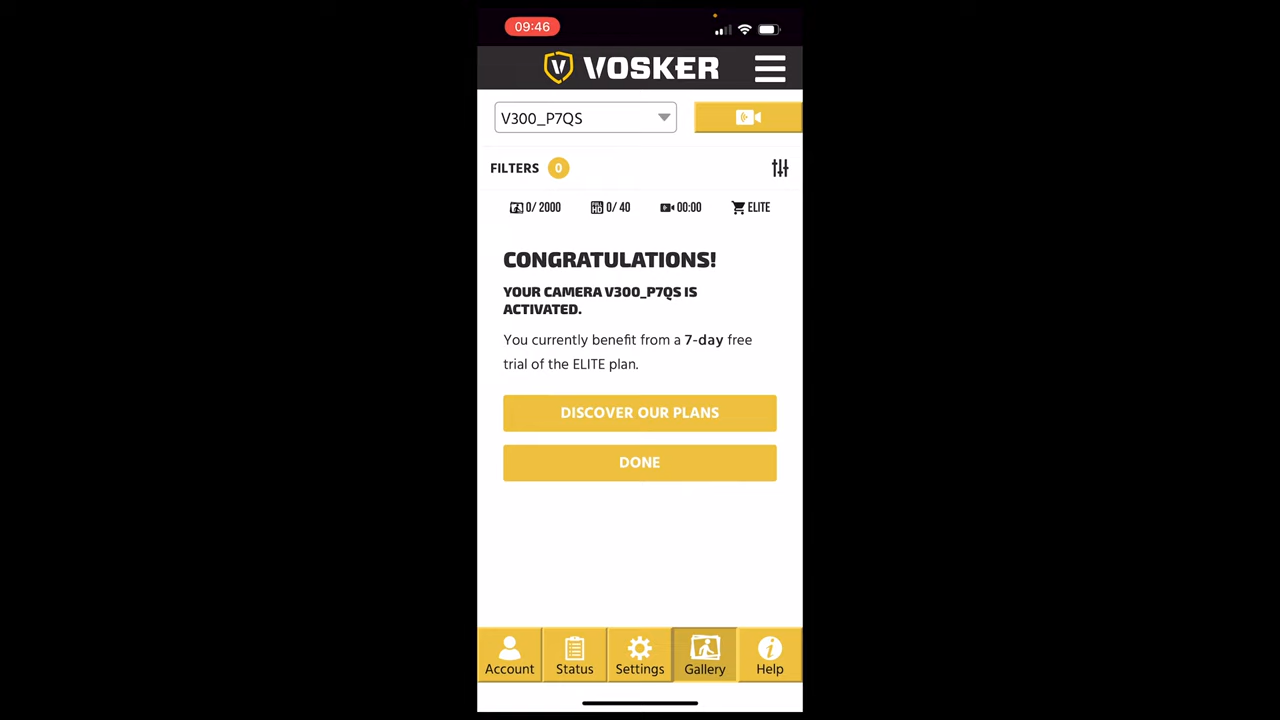 09:46
VOSKER
V300_P7QS
FILTERS 0
0/ 2000 HD 0/ 40 00:00 ELITE
CONGRATULATIONS!
YOUR CAMERA V300_P7QS IS
ACTIVATED.
You currently benefit from a 7-day free
trial of the ELITE plan.
DISCOVER OUR PLANS
DONE
Account Status Settings Gallery Help